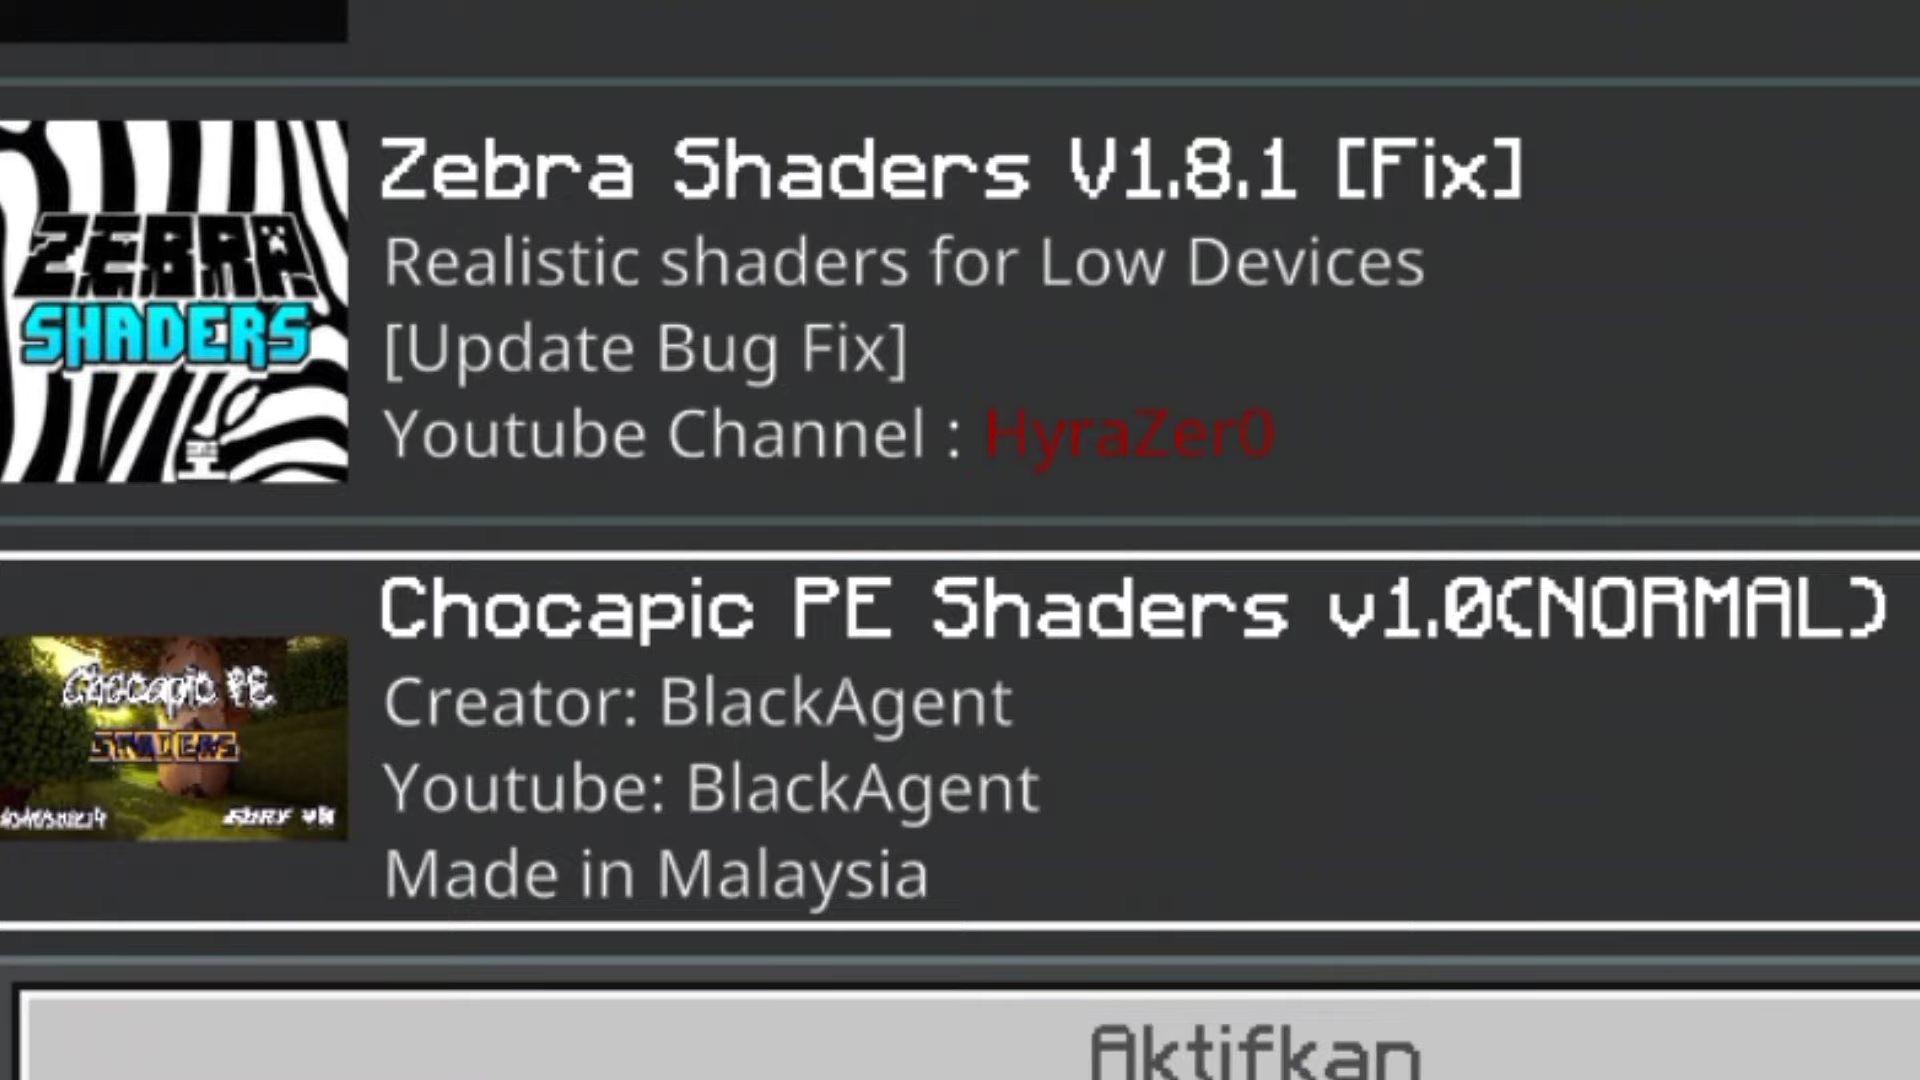 Zebra Shaders V1.8.1 [Fix]
Realistic shaders for Low Devices
[Update Bug Fix]
Youtube Channel : HyraZer0
ZEBRA
SHADERS
Chocapic PE Shaders v1.0(NORMAL)
Creator: BlackAgent
Youtube: BlackAgent
Made in Malaysia
Chocapic PE
SHADERS
Aktifkan